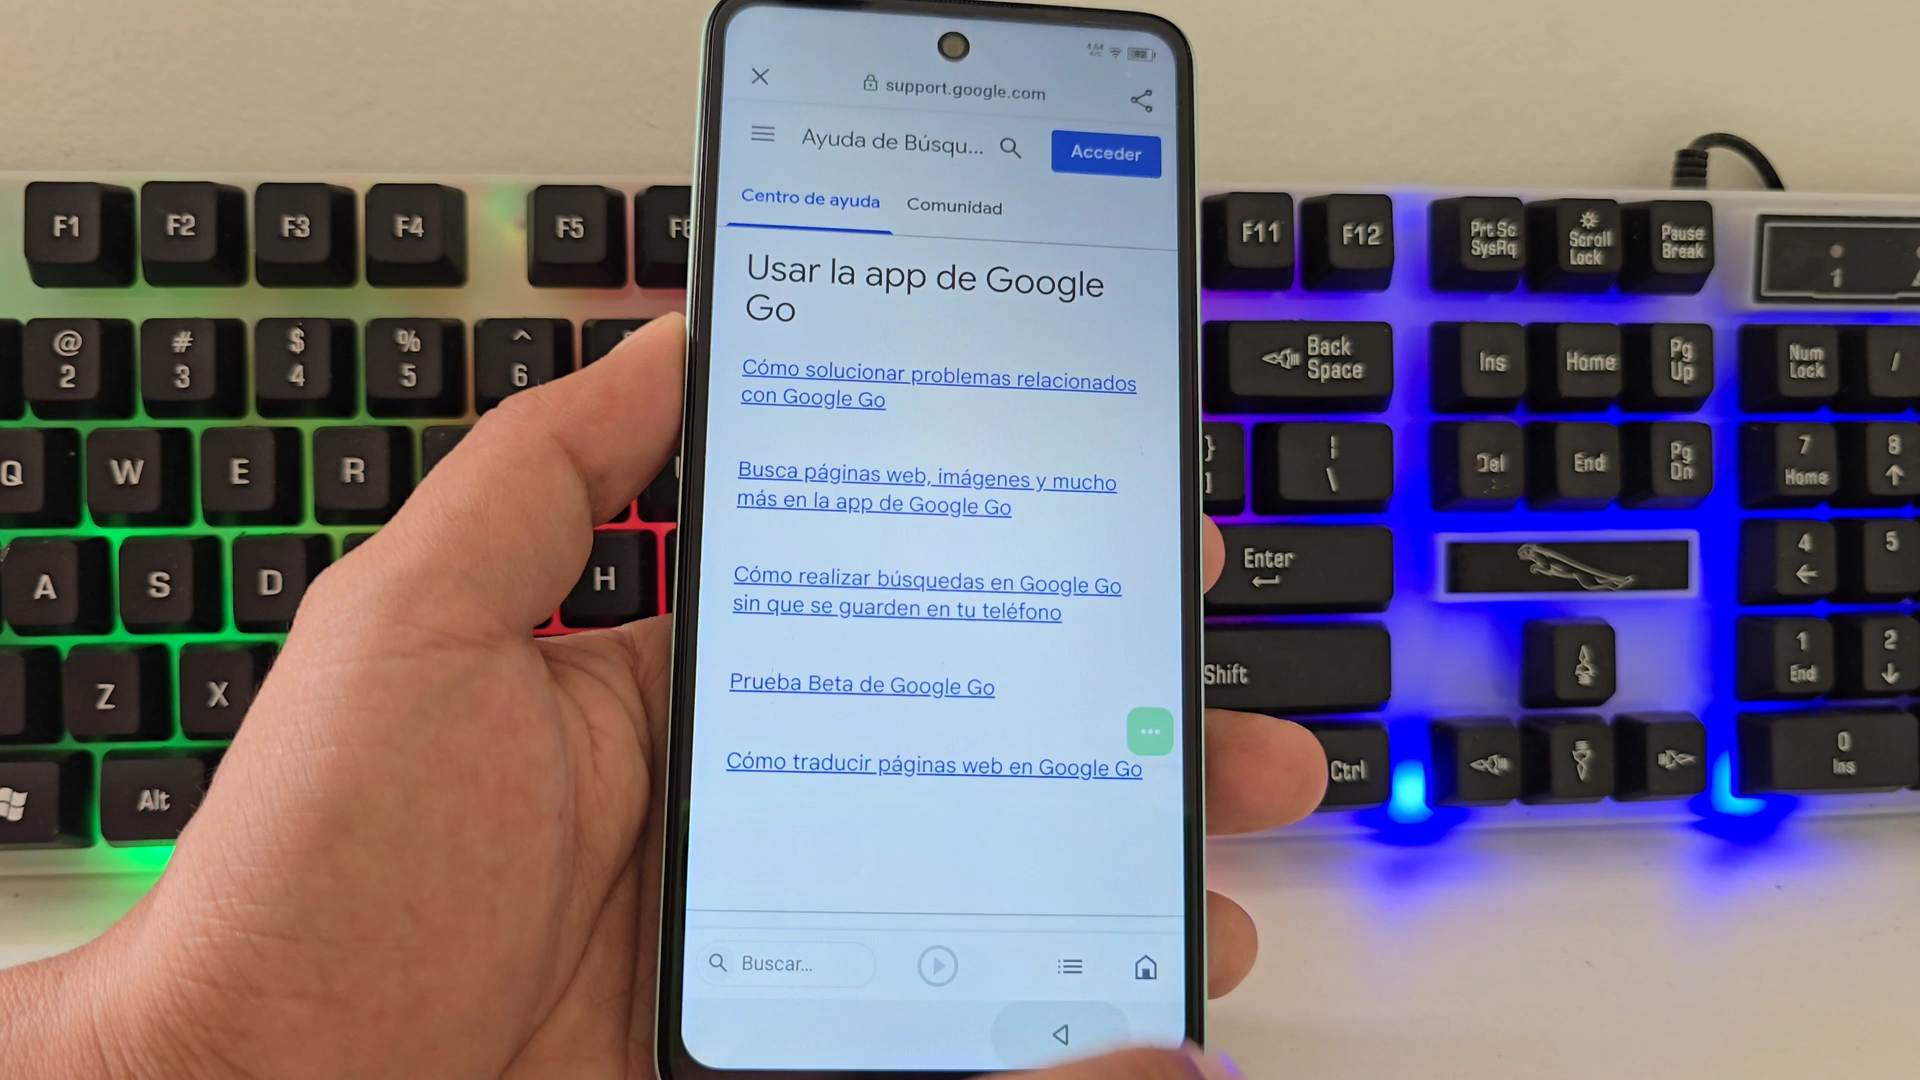 support.google.com
Ayuda de Búsqu...
Acceder
Centro de ayuda
Comunidad
Usar la app de Google
Go
Cómo solucionar problemas relacionados
con Google Go
Busca páginas web, imágenes y mucho
más en la app de Google Go
Cómo realizar búsquedas en Google Go
sin que se guarden en tu teléfono
Prueba Beta de Google Go
Cómo traducir páginas web en Google Go
Buscar...
F1 F2 F3 F4 F5
F11 F12
Prt Sc
SysRq
Scroll
Lock
Pause
Break
1
@ # $ % ^
2 3 4 5 6
Back
Space
Ins Home
Pg
Up
Num
Lock
/
Q W E R
} |
] \
Del End
Pg
Dn
7
Home
8
↑
A S D H
Enter
4
←
5
Z X
Shift
1
End
2
↓
Alt
Ctrl
0
Ins